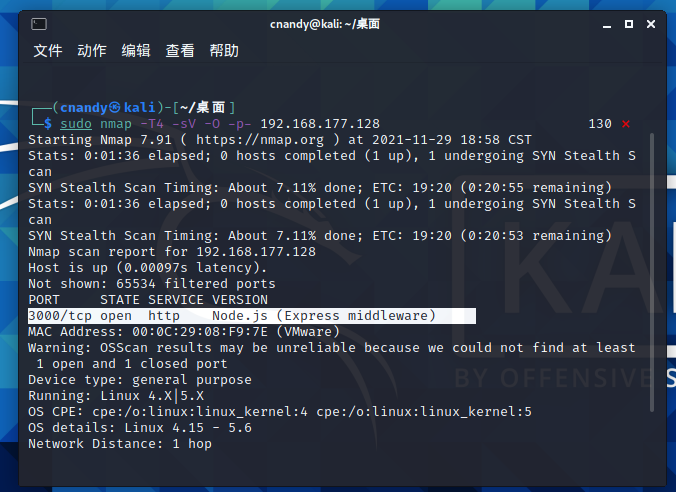 cnandy@kali: ~/桌面
文件 动作 编辑 查看 帮助
┌──(cnandy㉿kali)-[~/桌面]
└─$ sudo nmap -T4 -sV -O -p- 192.168.177.128 130 ⨯
Starting Nmap 7.91 ( https://nmap.org ) at 2021-11-29 18:58 CST
Stats: 0:01:36 elapsed; 0 hosts completed (1 up), 1 undergoing SYN Stealth S
can
SYN Stealth Scan Timing: About 7.11% done; ETC: 19:20 (0:20:55 remaining)
Stats: 0:01:36 elapsed; 0 hosts completed (1 up), 1 undergoing SYN Stealth S
can
SYN Stealth Scan Timing: About 7.11% done; ETC: 19:20 (0:20:53 remaining)
Nmap scan report for 192.168.177.128
Host is up (0.00097s latency).
Not shown: 65534 filtered ports
PORT     STATE SERVICE VERSION
3000/tcp open  http    Node.js (Express middleware)
MAC Address: 00:0C:29:08:F9:7E (VMware)
Warning: OSScan results may be unreliable because we could not find at least
 1 open and 1 closed port
Device type: general purpose
Running: Linux 4.X|5.X
OS CPE: cpe:/o:linux:linux_kernel:4 cpe:/o:linux:linux_kernel:5
OS details: Linux 4.15 - 5.6
Network Distance: 1 hop
KA
BY OFFENSIVE S